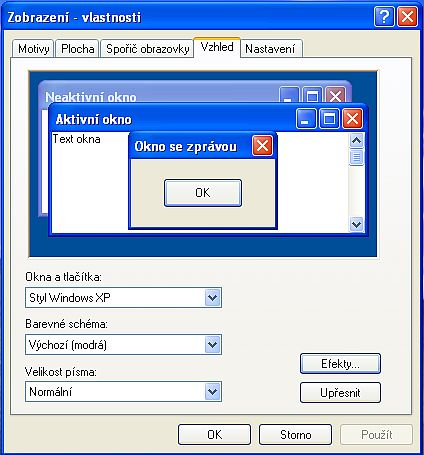 Zobrazení - vlastnosti
Motivy Plocha Spořič obrazovky Vzhled Nastavení
Neaktivní okno
Aktivní okno
Text okna
Okno se zprávou
OK
Okna a tlačítka:
Styl Windows XP
Barevné schéma:
Výchozí (modrá)
Efekty...
Velikost písma:
Normální
Upřesnit
OK Storno Použít